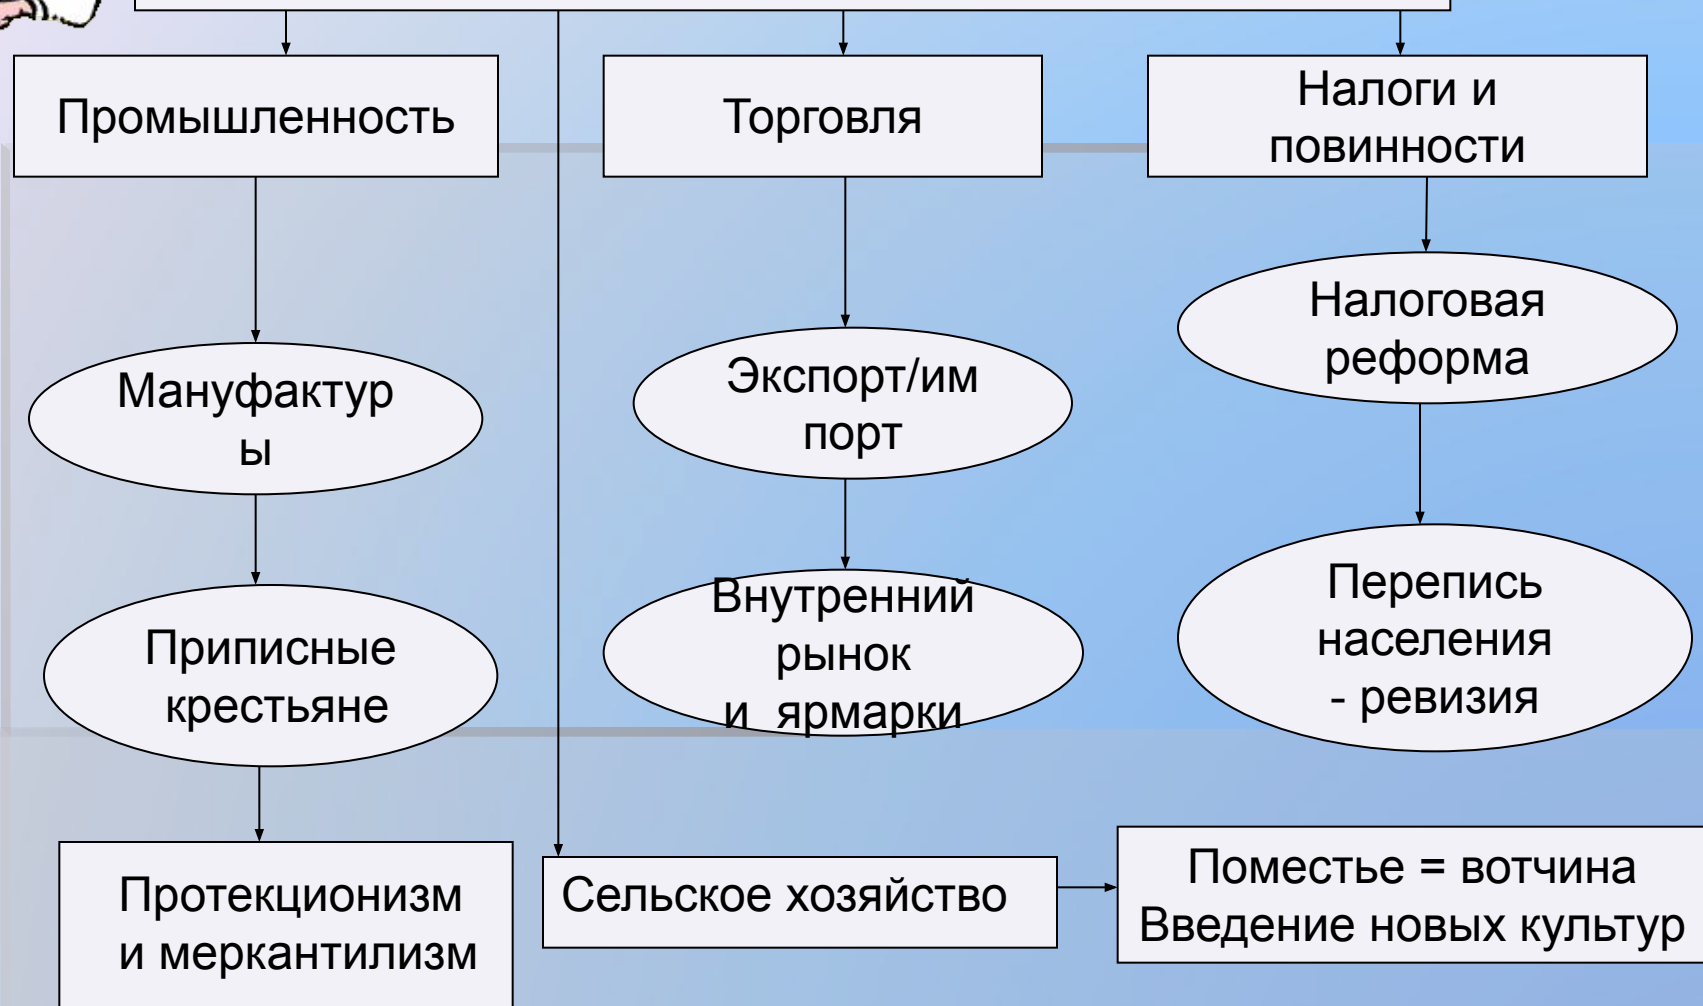 Промышленность
Торговля
Налоги и
повинности
Мануфактур
ы
Экспорт/им
порт
Налоговая
реформа
Приписные
крестьяне
Внутренний
рынок
и ярмарки
Перепись
населения
- ревизия
Протекционизм
и меркантилизм
Сельское хозяйство
Поместье = вотчина
Введение новых культур